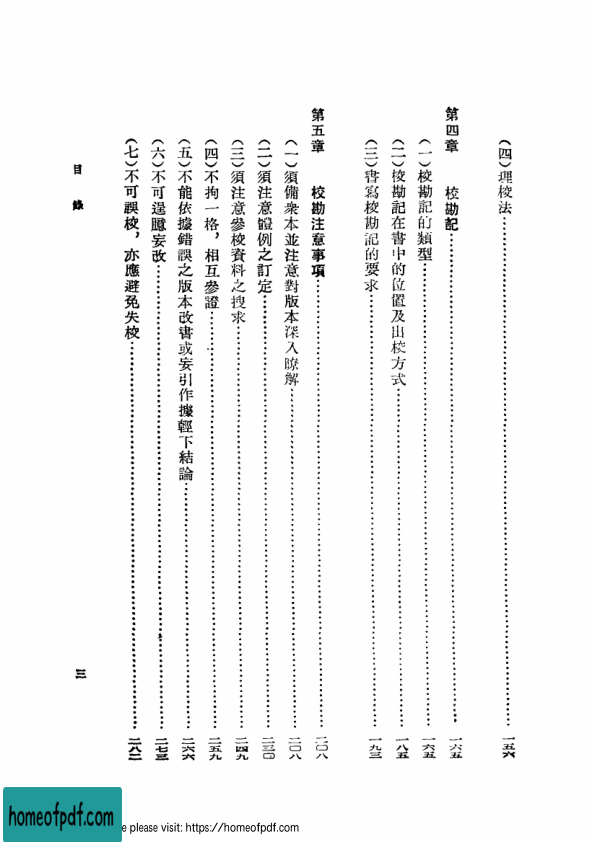 (四)理校法……一五六
第四章　校勘記……一六五
(一)校勘記的類型……一六五
(二)校勘記在書中的位置及出校方式……一八五
(三)書寫校勘記的要求……一九三
第五章　校勘注意事項……二〇八
(一)須備衆本並注意對版本深入瞭解……二〇八
(二)須注意體例之訂定……二三〇
(三)須注意參校資料之搜求……二四九
(四)不拘一格，相互參證……二五九
(五)不能依據錯誤之版本改書或妄引作據輕下結論……二六六
(六)不可逞臆妄改……二七三
(七)不可誤校，亦應避免失校……二八二
目錄
三
homeofpdf.com
e please visit: https://homeofpdf.com